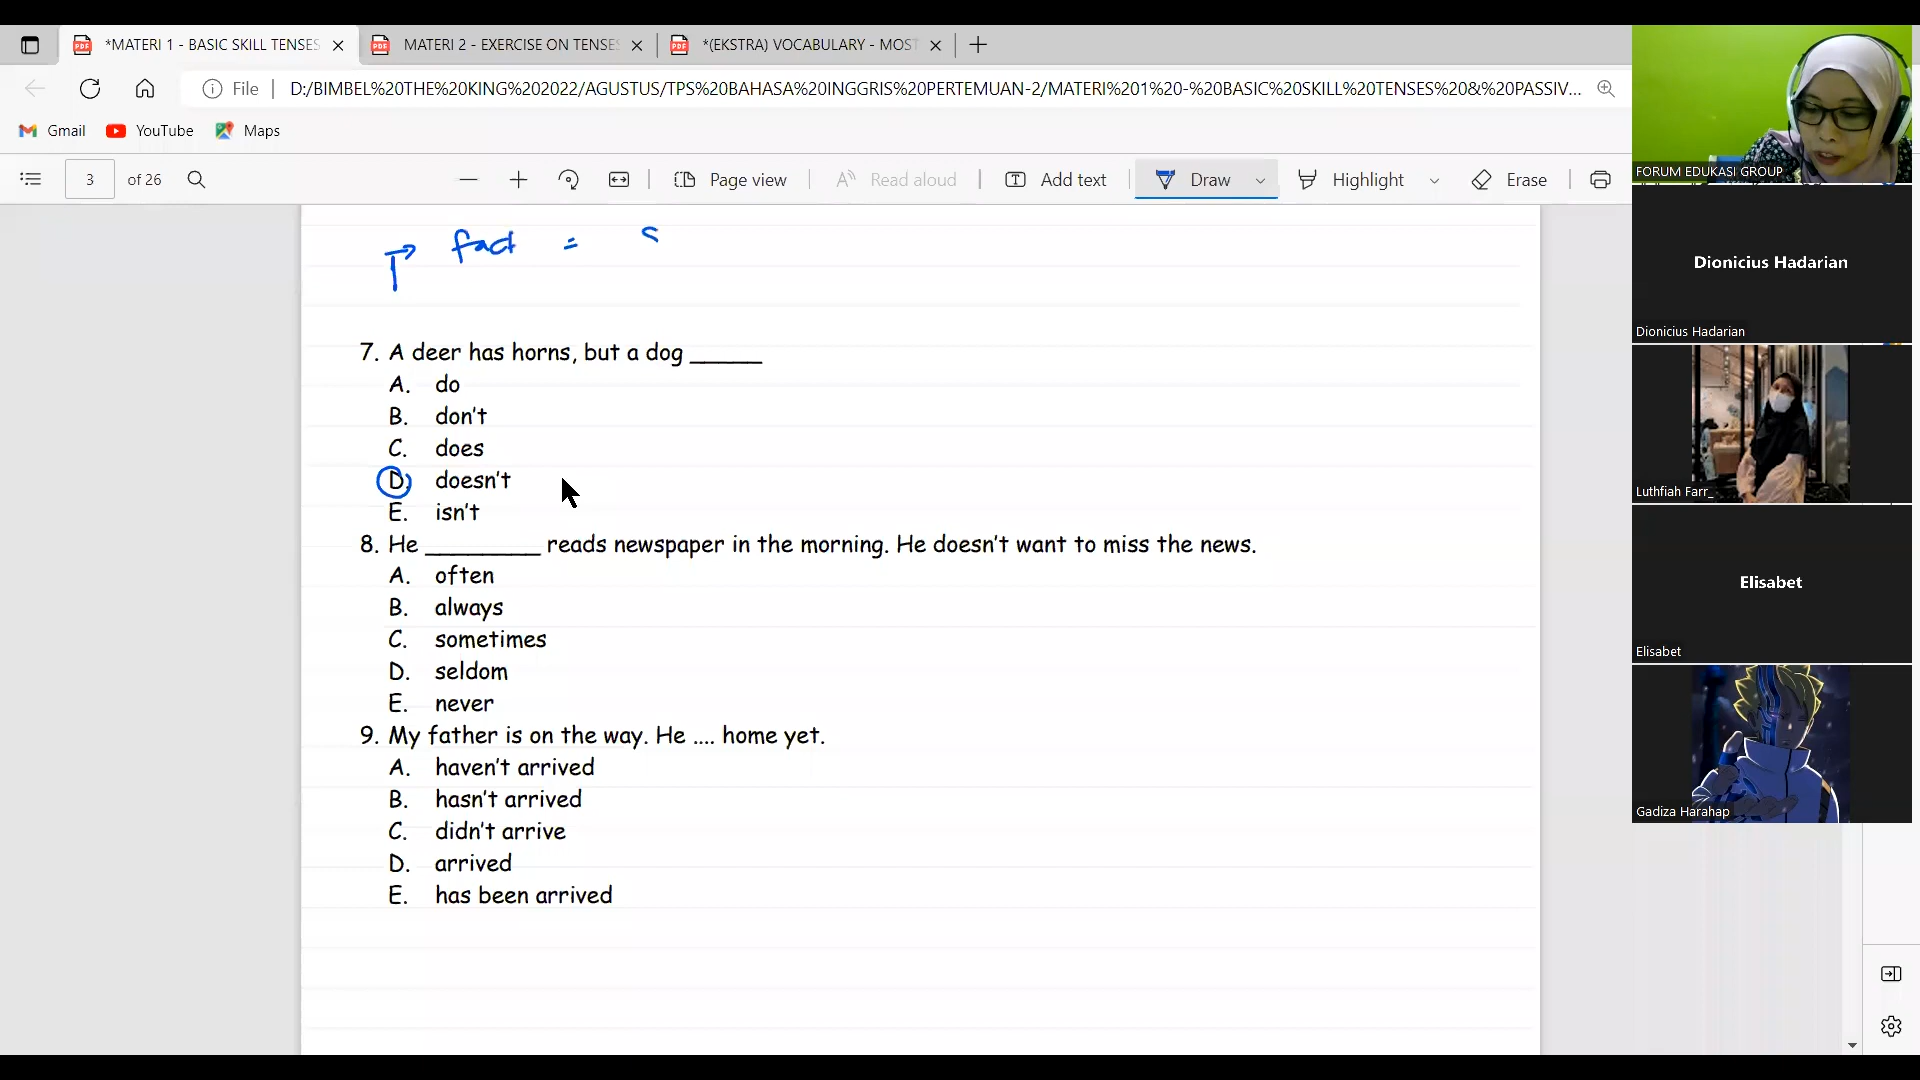 *MATERI 1 - BASIC SKILL TENSES
MATERI 2 - EXERCISE ON TENSES
*(EKSTRA) VOCABULARY - MOST
File
D:/BIMBEL%20THE%20KING%202022/AGUSTUS/TPS%20BAHASA%20INGGRIS%20PERTEMUAN-2/MATERI%201%20-%20BASIC%20SKILL%20TENSES%20&%20PASSIV...
Gmail
YouTube
Maps
3
of 26
Page view
Read aloud
Add text
Draw
Highlight
Erase
fact =
7. A deer has horns, but a dog _____
A. do
B. don't
C. does
D. doesn't
E. isn't
8. He ________ reads newspaper in the morning. He doesn't want to miss the news.
A. often
B. always
C. sometimes
D. seldom
E. never
9. My father is on the way. He .... home yet.
A. haven't arrived
B. hasn't arrived
C. didn't arrive
D. arrived
E. has been arrived
FORUM EDUKASI GROUP
Dionicius Hadarian
Dionicius Hadarian
Luthfiah Farr_
Elisabet
Elisabet
Gadiza Harahap